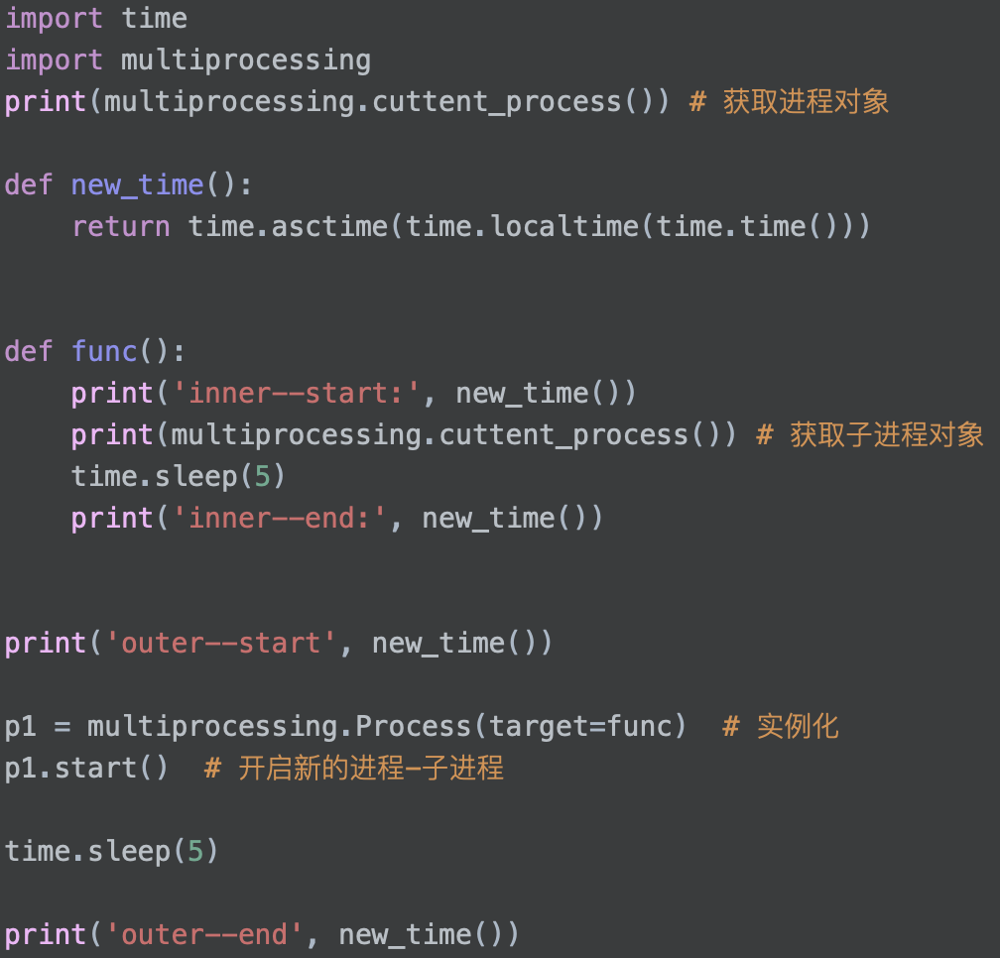 import time
import multiprocessing
print(multiprocessing.cuttent_process()) # 获取进程对象
def new_time():
    return time.asctime(time.localtime(time.time()))
def func():
    print('inner--start:', new_time())
    print(multiprocessing.cuttent_process()) # 获取子进程对象
    time.sleep(5)
    print('inner--end:', new_time())
print('outer--start', new_time())
p1 = multiprocessing.Process(target=func)  # 实例化
p1.start()  # 开启新的进程-子进程
time.sleep(5)
print('outer--end', new_time())